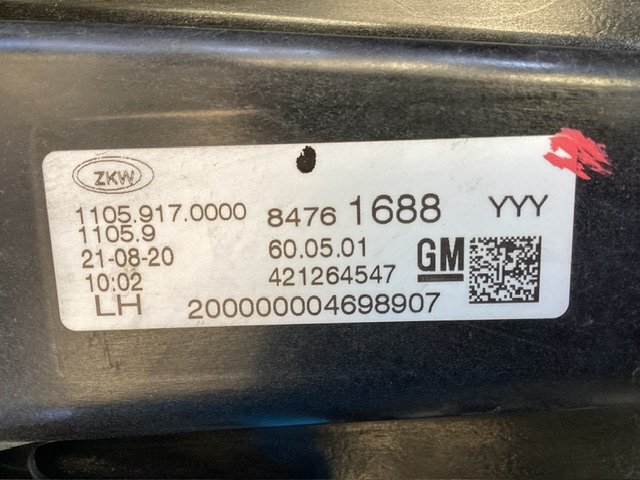 ZKW
1105.917.0000 8476 1688 YYY
1105.9 60.05.01
21-08-20 421264547 GM
10:02
LH 200000004698907